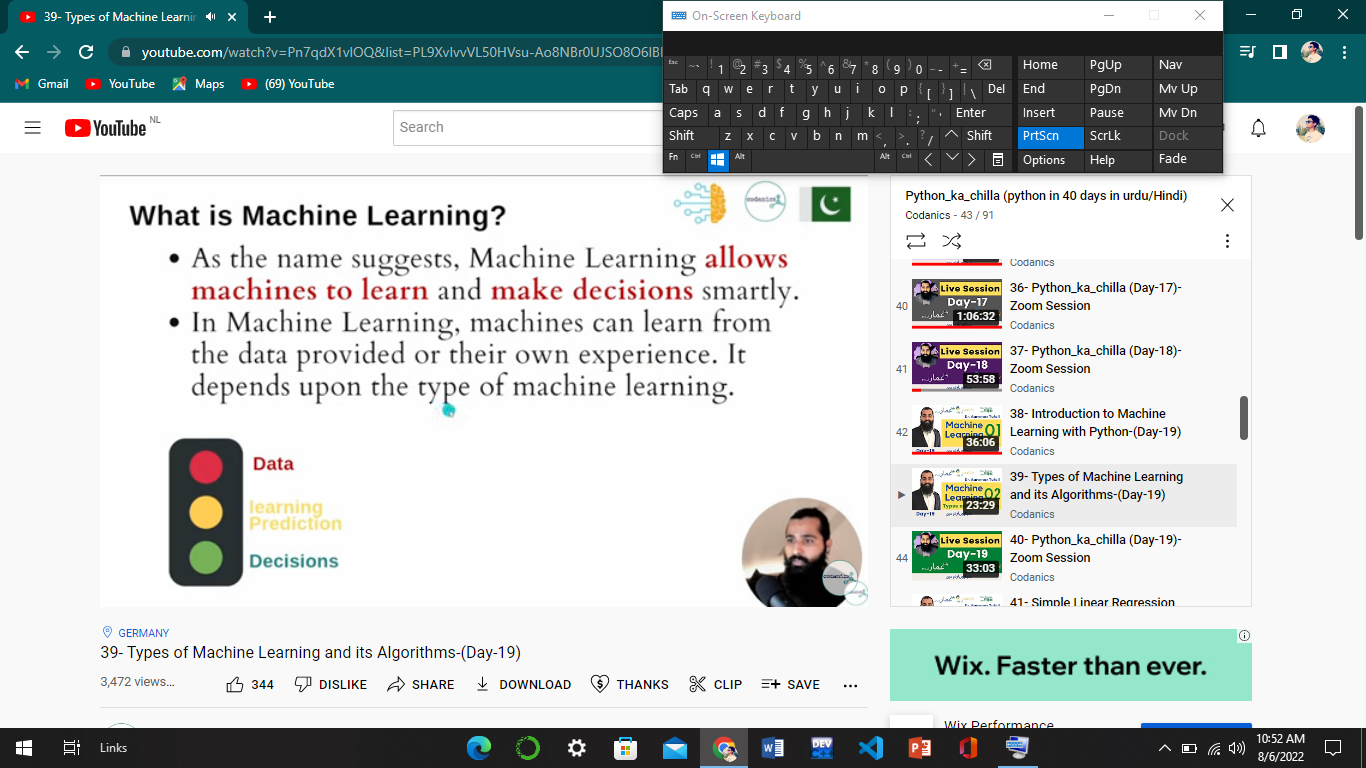 39- Types of Machine Learnin
On-Screen Keyboard
youtube.com/watch?v=Pn7qdX1vIOQ&list=PL9XvIvvVL50HVsu-Ao8NBr0UJSO8O6IBI
Gmail
YouTube
Maps
(69) YouTube
Esc ~` !1 @2 #3 $4 %5 ^6 &7 *8 (9 )0 _- += Home PgUp Nav
Tab q w e r t y u i o p {[ }] |\ Del End PgDn Mv Up
Caps a s d f g h j k l :; "' Enter Insert Pause Mv Dn
Shift z x c v b n m <, >. ?/ Shift PrtScn ScrLk Dock
Fn Ctrl Alt Alt Ctrl Options Help Fade
YouTube NL
Search
What is Machine Learning?
codanics
• As the name suggests, Machine Learning allows
machines to learn and make decisions smartly.
• In Machine Learning, machines can learn from
the data provided or their own experience. It
depends upon the type of machine learning.
Data
learning
Prediction
Decisions
codanics
GERMANY
39- Types of Machine Learning and its Algorithms-(Day-19)
3,472 views...
344
DISLIKE
SHARE
DOWNLOAD
THANKS
CLIP
SAVE
Python_ka_chilla (python in 40 days in urdu/Hindi)
Codanics - 43 / 91
Codanics
40
Live Session
Day-17
1:06:32
36- Python_ka_chilla (Day-17)-
Zoom Session
Codanics
41
Live Session
Day-18
53:58
37- Python_ka_chilla (Day-18)-
Zoom Session
Codanics
42
Machine
Learning 01
36:06
38- Introduction to Machine
Learning with Python-(Day-19)
Codanics
Machine
Learning 02
23:29
39- Types of Machine Learning
and its Algorithms-(Day-19)
Codanics
44
Live Session
Day-19
33:03
40- Python_ka_chilla (Day-19)-
Zoom Session
Codanics
41- Simple Linear Regression
Wix. Faster than ever.
Wix Performance
Links
DEV
10:52 AM
8/6/2022